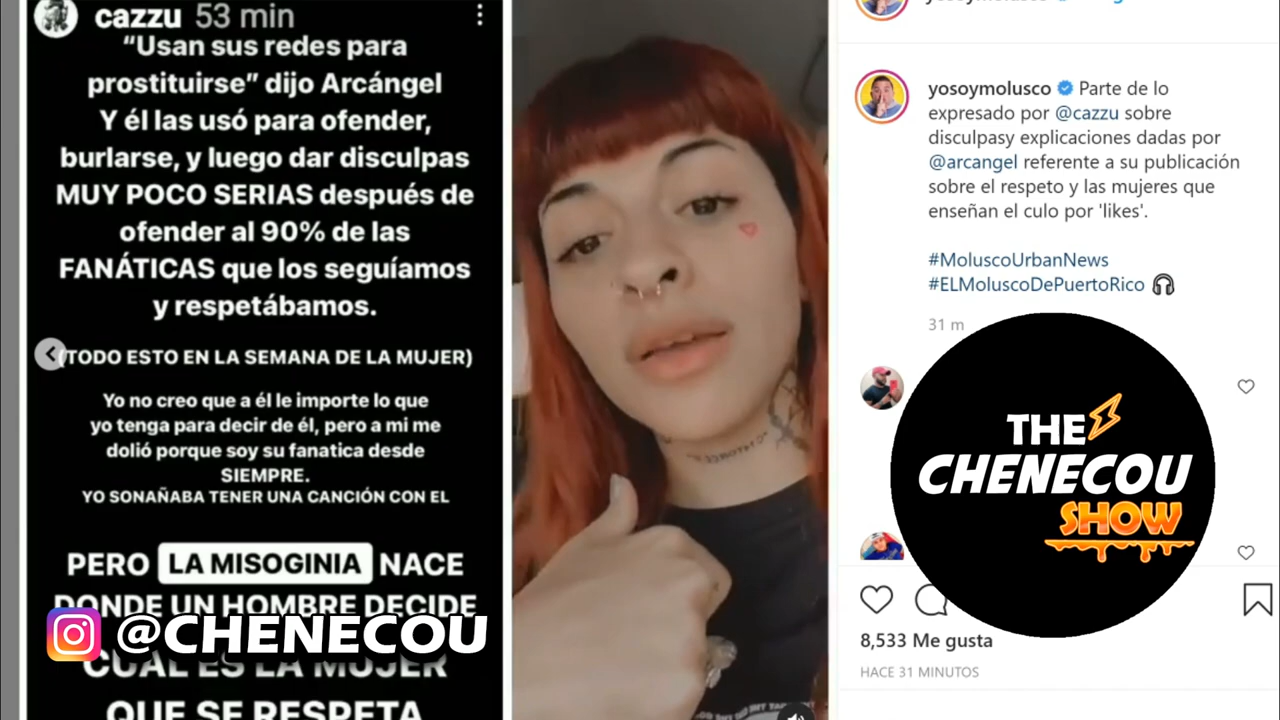 cazzu 53 min
“Usan sus redes para
prostituirse” dijo Arcángel
Y él las usó para ofender,
burlarse, y luego dar disculpas
MUY POCO SERIAS después de
ofender al 90% de las
FANÁTICAS que los seguíamos
y respetábamos.
(TODO ESTO EN LA SEMANA DE LA MUJER)
Yo no creo que a él le importe lo que
yo tenga para decir de él, pero a mi me
dolió porque soy su fanatica desde
SIEMPRE.
YO SONAÑABA TENER UNA CANCIÓN CON EL
PERO LA MISOGINIA NACE
DONDE UN HOMBRE DECIDE
CUAL ES LA MUJER
QUE SE RESPETA
@CHENECOU
yosoymolusco Parte de lo
expresado por @cazzu sobre
disculpasy explicaciones dadas por
@arcangel referente a su publicación
sobre el respeto y las mujeres que
enseñan el culo por 'likes'.
#MoluscoUrbanNews
#ELMoluscoDePuertoRico
31 m
THE
CHENECOU
SHOW
8,533 Me gusta
HACE 31 MINUTOS